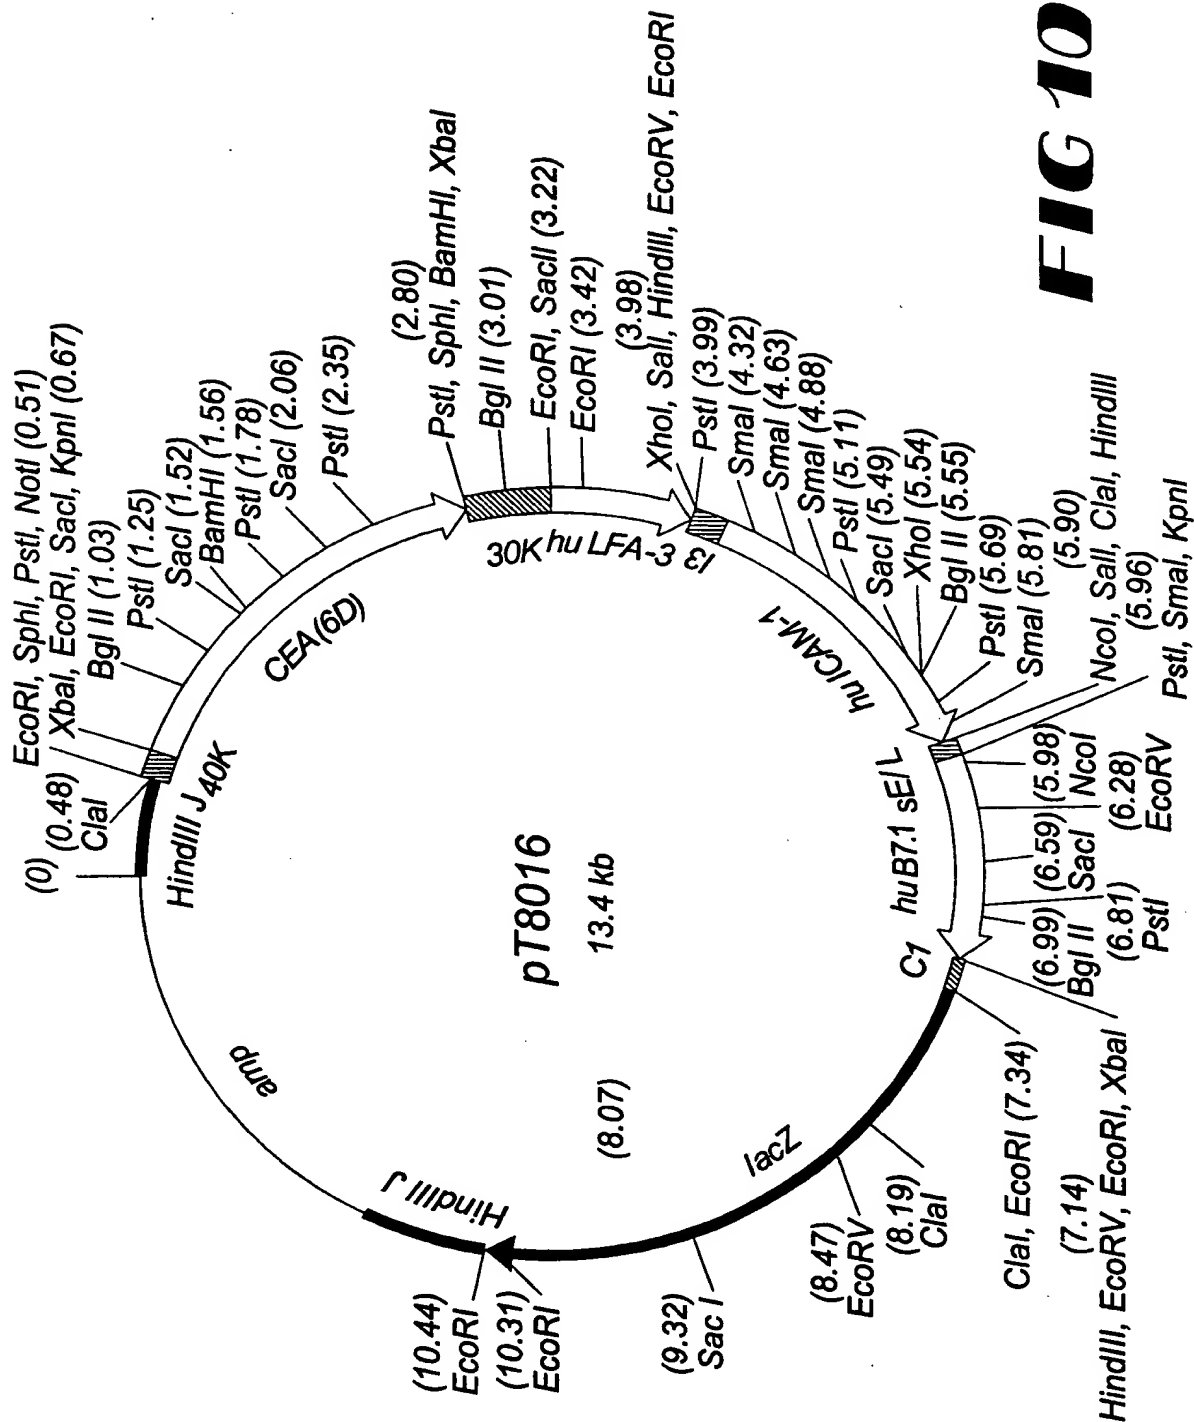 (0)
(0.48)
ClaI
EcoRI, SphI, PstI, NotI (0.51)
XbaI, EcoRI, SacI, KpnI (0.67)
Bgl II (1.03)
PstI (1.25)
SacI (1.52)
BamHI (1.56)
PstI (1.78)
SacI (2.06)
PstI (2.35)
(2.80)
PstI, SphI, BamHI, XbaI
Bgl II (3.01)
EcoRI, SacII (3.22)
EcoRI (3.42)
(3.98)
XhoI, SalI, HindIII, EcoRV, EcoRI
PstI (3.99)
SmaI (4.32)
SmaI (4.63)
SmaI (4.88)
PstI (5.11)
SacI (5.49)
XhoI (5.54)
Bgl II (5.55)
PstI (5.69)
SmaI (5.81)
(5.90)
NcoI, SalI, ClaI, HindIII
(5.96)
PstI, SmaI, KpnI
(5.98)
NcoI
(6.28)
EcoRV
(6.59)
SacI
(6.81)
PstI
(6.99)
Bgl II
(7.14)
HindIII, EcoRV, EcoRI, XbaI
ClaI, EcoRI (7.34)
(8.19)
ClaI
(8.47)
EcoRV
(9.32)
Sac I
(10.31)
EcoRI
(10.44)
EcoRI
HindIII J
40K
CEA(6D)
30K
hu LFA-3
I3
hu ICAM-1
sE/L
huB7.1
C1
lacZ
(8.07)
HindIII J
amp
pT8016
13.4 kb
FIG 10